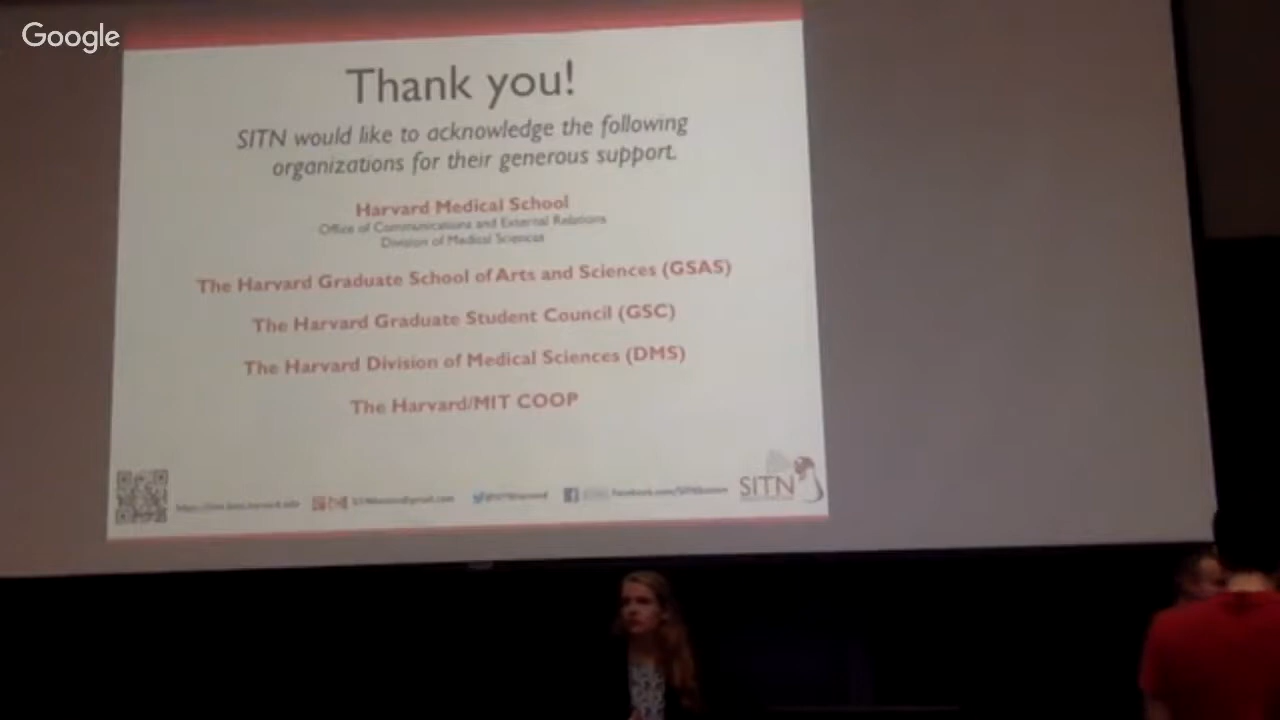 Google
Thank you!
SITN would like to acknowledge the following
organizations for their generous support.
Harvard Medical School
Office of Communications and External Relations
Division of Medical Sciences
The Harvard Graduate School of Arts and Sciences (GSAS)
The Harvard Graduate Student Council (GSC)
The Harvard Division of Medical Sciences (DMS)
The Harvard/MIT COOP
SITN